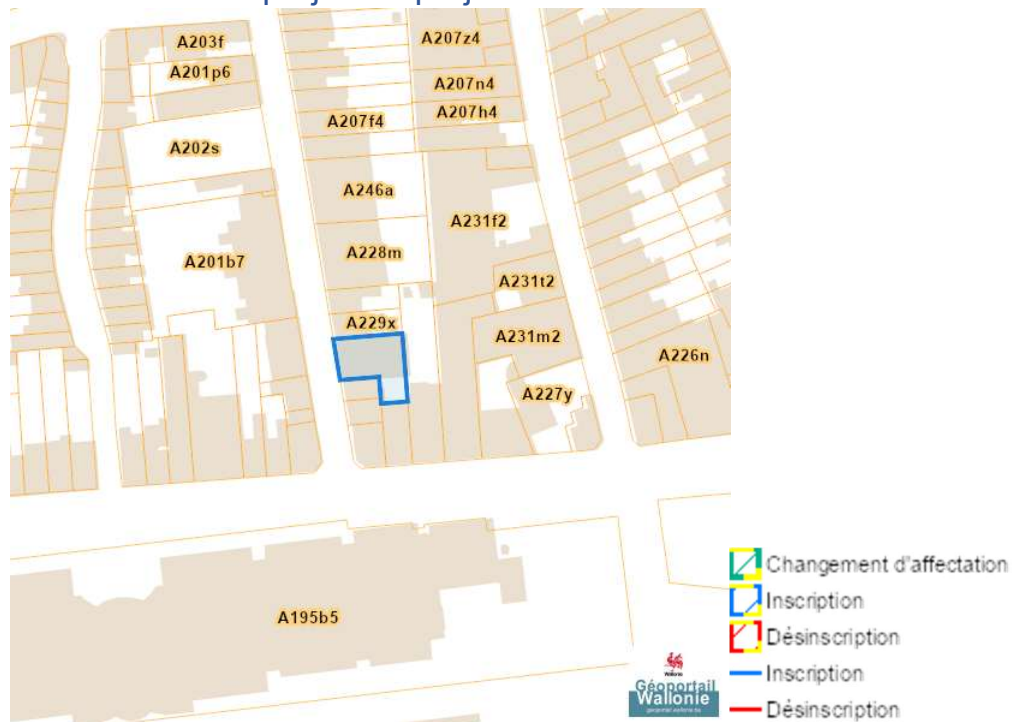 A203f
A207z4
A201p6
A207n4
A207h4
A207f4
A202s
A246a
A231f2
A228m
A201b7
A231t2
A229x
A231m2
A226n
A227y
A195b5
Changement d'affectation
Inscription
Désinscription
Inscription
Désinscription
Wallonie
Géoportail
Wallonie